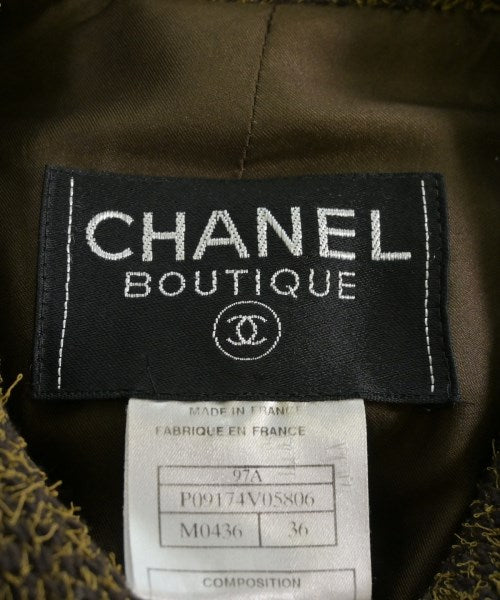 CHANEL
BOUTIQUE
MADE IN FRANCE
FABRIQUE EN FRANCE
97A
P09174V05806
M0436 36
COMPOSITION